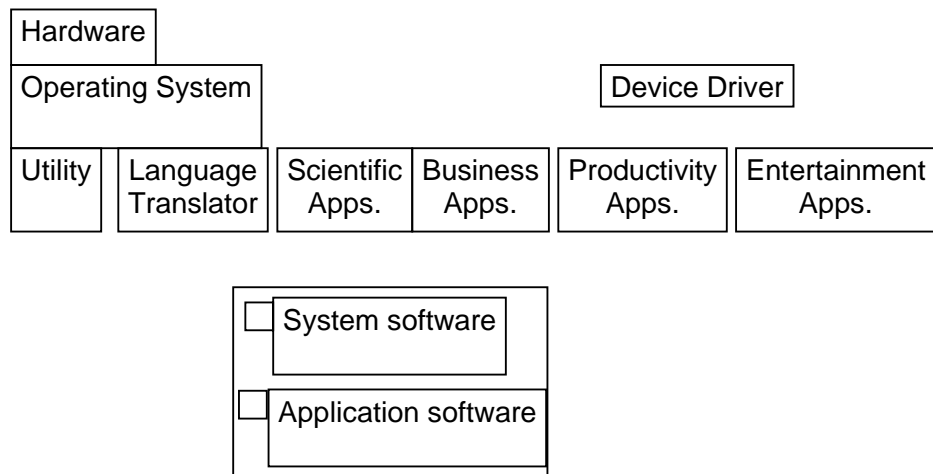 Hardware
Operating System
Device Driver
Utility
Language
Translator
Scientific
Apps.
Business
Apps.
Productivity
Apps.
Entertainment
Apps.
System software
Application software